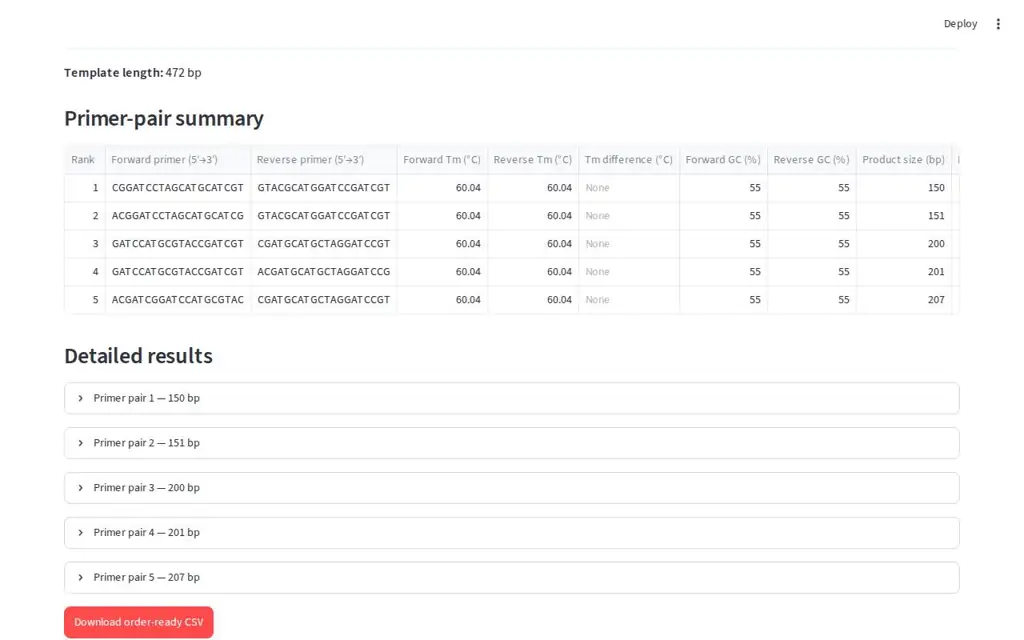 Deploy
Template length: 472 bp
Primer-pair summary
Rank Forward primer (5'→3') Reverse primer (5'→3') Forward Tm (°C) Reverse Tm (°C) Tm difference (°C) Forward GC (%) Reverse GC (%) Product size (bp)
1 CGGATCCTAGCATGCATCGT GTACGCATGGATCCGATCGT 60.04 60.04 None 55 55 150
2 ACGGATCCTAGCATGCATCG GTACGCATGGATCCGATCGT 60.04 60.04 None 55 55 151
3 GATCCATGCGTACCGATCGT CGATGCATGCTAGGATCCGT 60.04 60.04 None 55 55 200
4 GATCCATGCGTACCGATCGT ACGATGCATGCTAGGATCCG 60.04 60.04 None 55 55 201
5 ACGATCGGATCCATGCGTAC CGATGCATGCTAGGATCCGT 60.04 60.04 None 55 55 207
Detailed results
Primer pair 1 — 150 bp
Primer pair 2 — 151 bp
Primer pair 3 — 200 bp
Primer pair 4 — 201 bp
Primer pair 5 — 207 bp
Download order-ready CSV